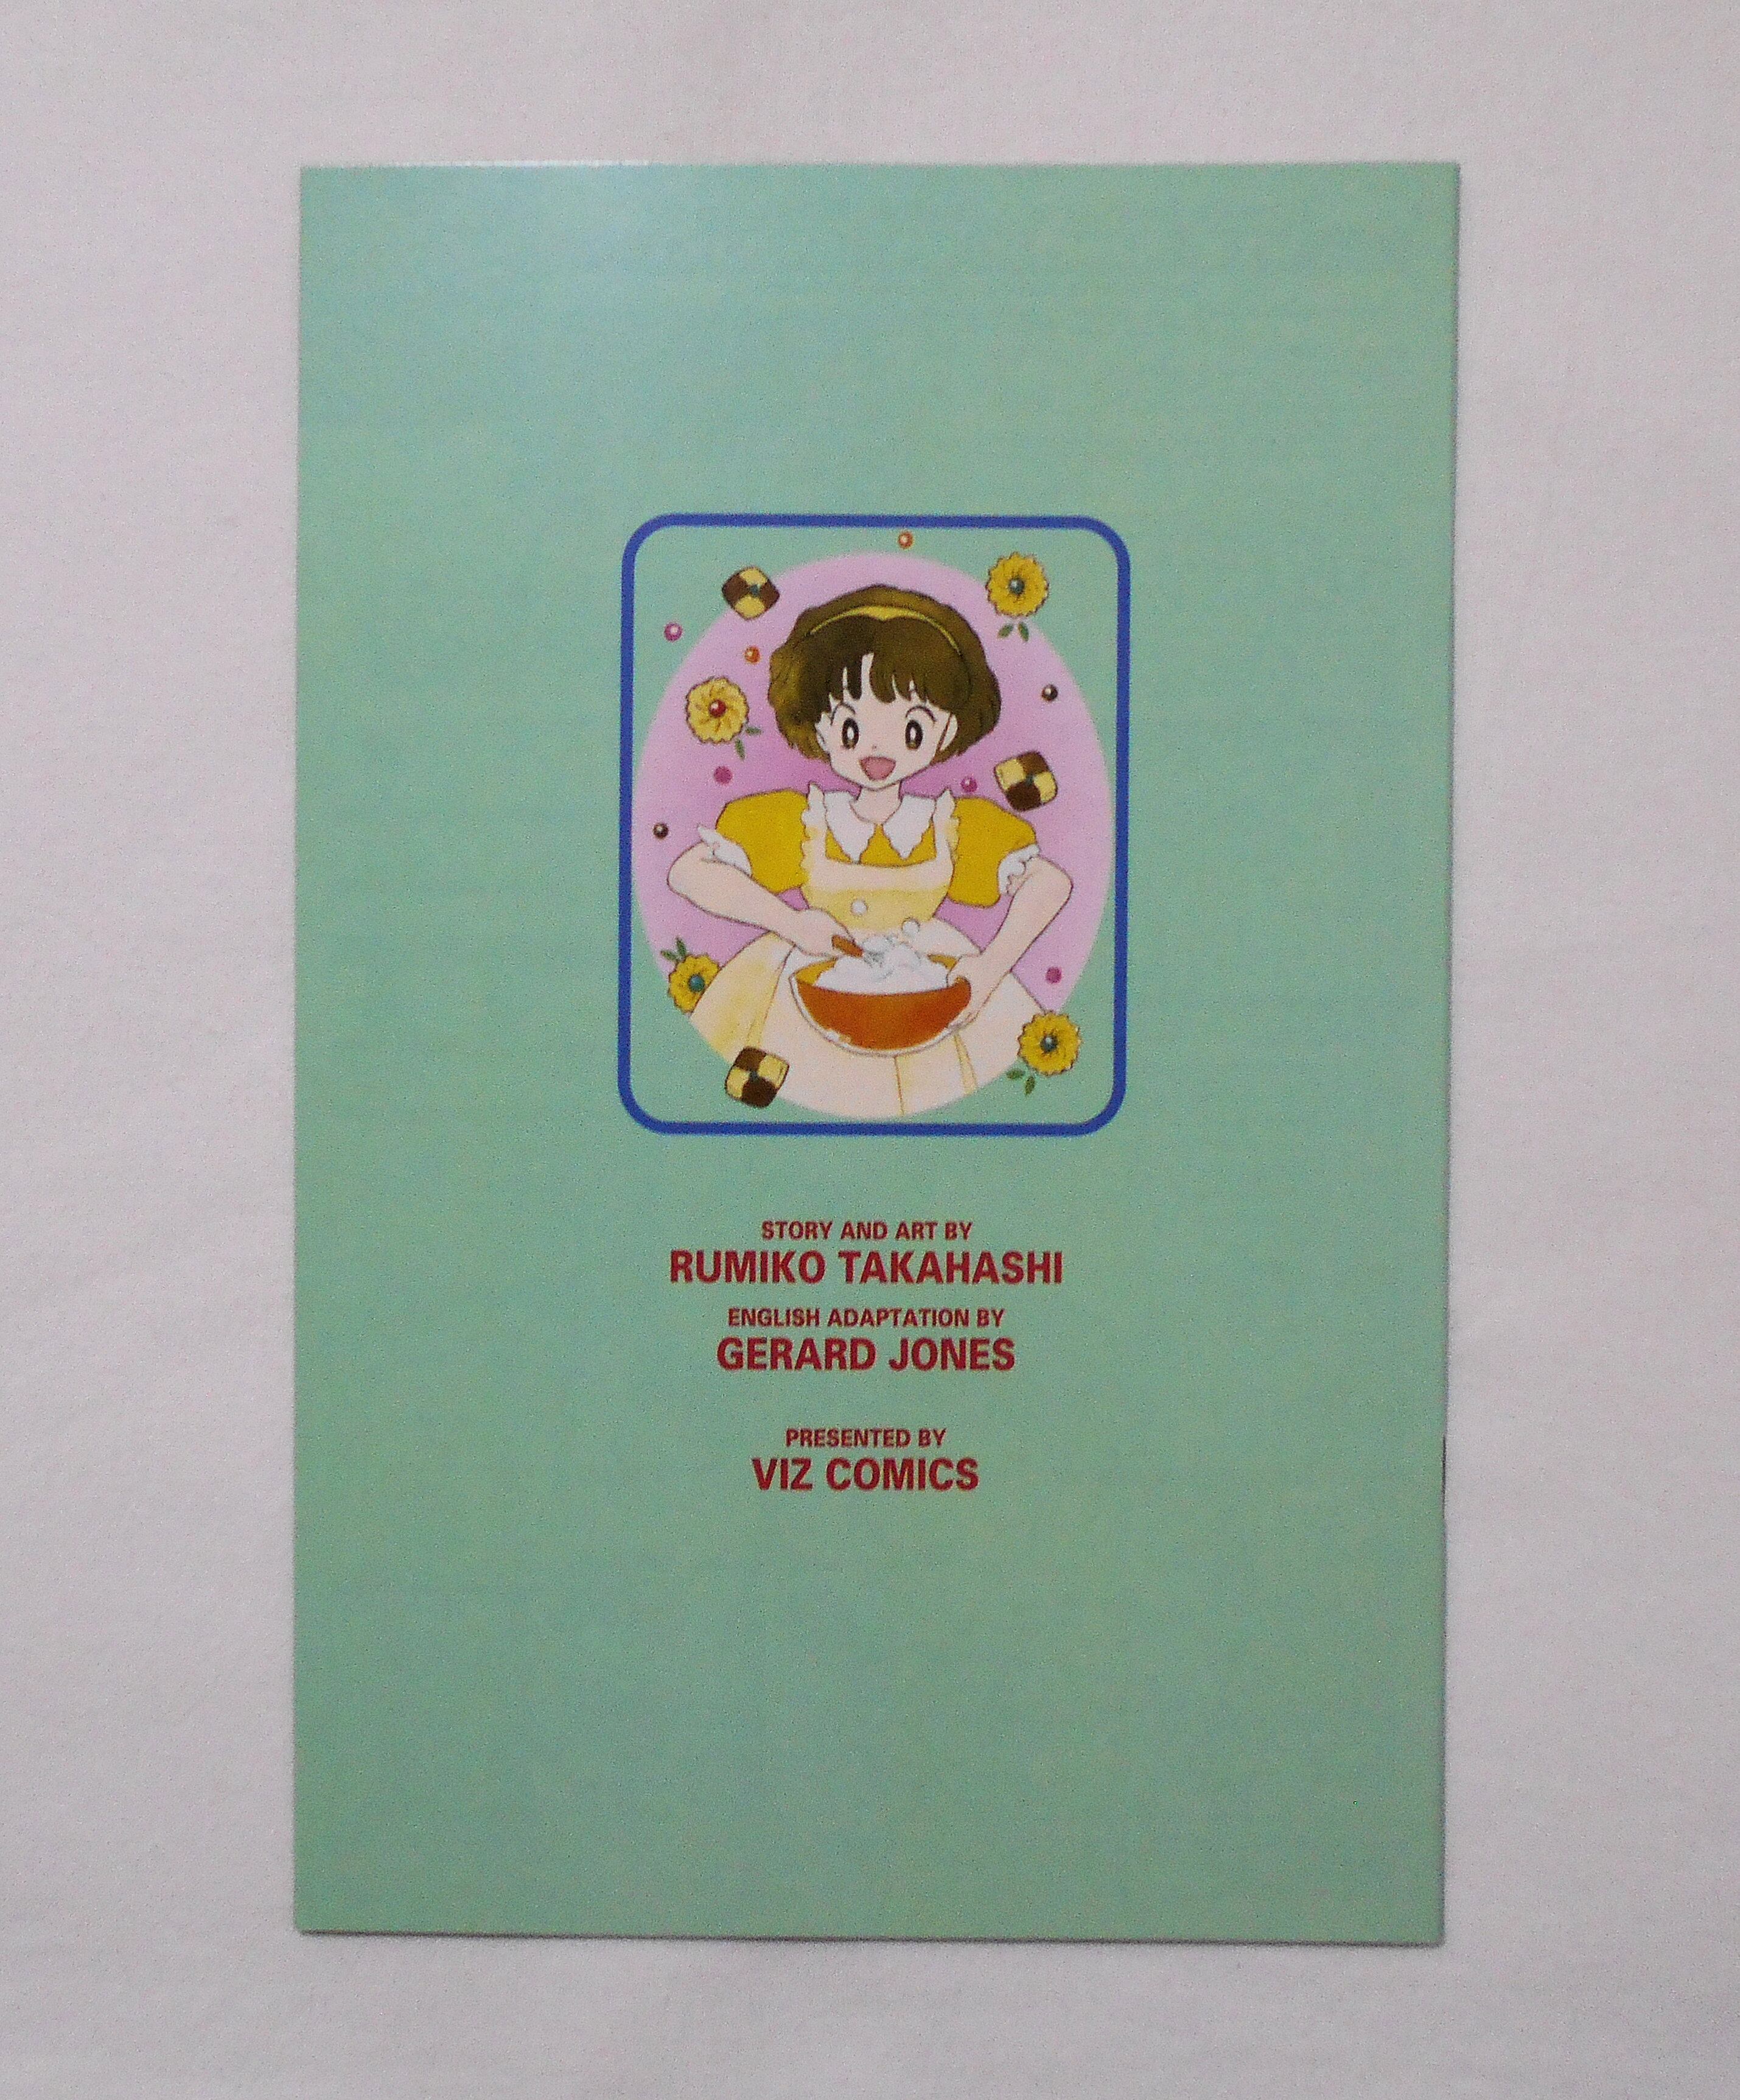 STORY AND ART BY
RUMIKO TAKAHASHI
ENGLISH ADAPTATION BY
GERARD JONES
PRESENTED BY
VIZ COMICS